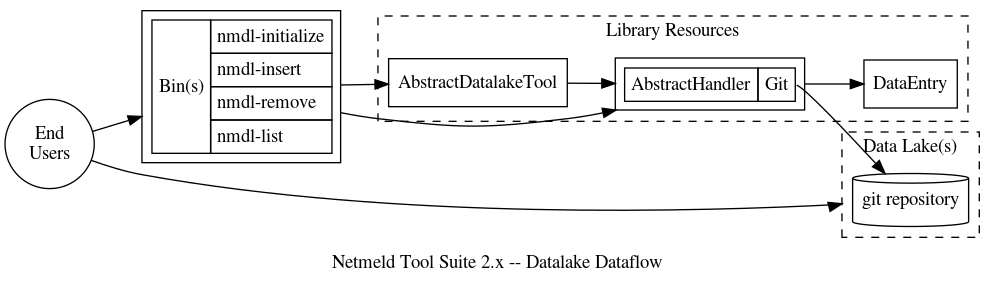 Library Resources
End
Users
Bin(s)
nmdl-initialize
nmdl-insert
nmdl-remove
nmdl-list
AbstractDatalakeTool
AbstractHandler
Git
DataEntry
Data Lake(s)
git repository
Netmeld Tool Suite 2.x -- Datalake Dataflow